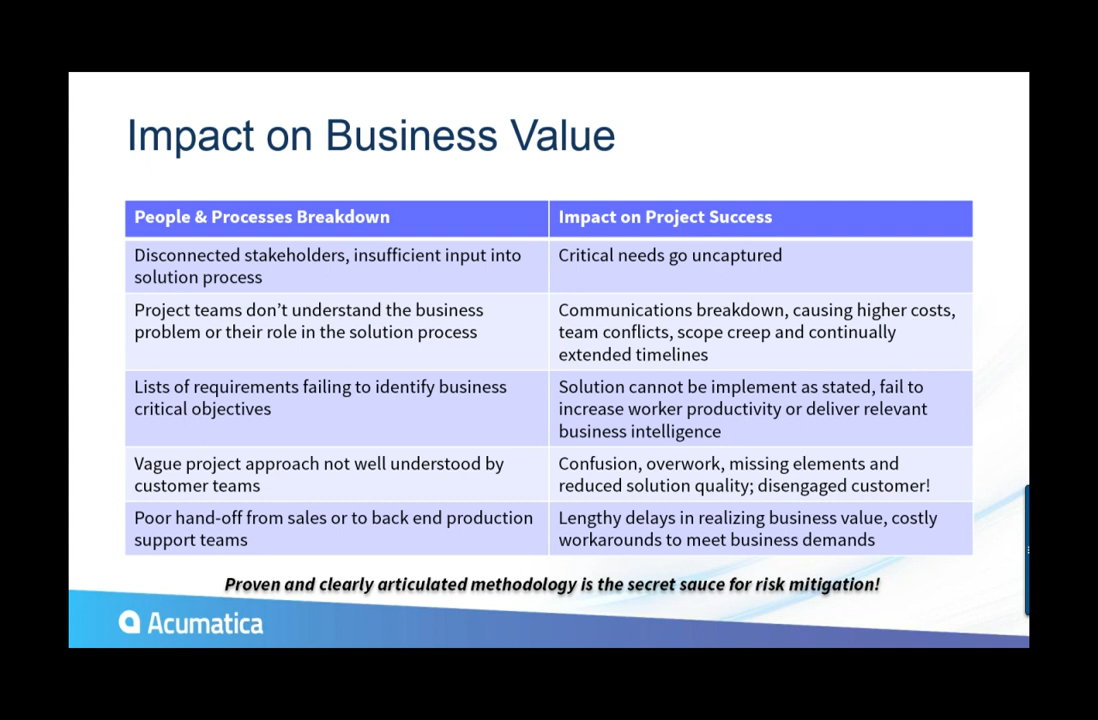 Impact on Business Value
People & Processes Breakdown
Impact on Project Success
Disconnected stakeholders, insufficient input into
solution process
Critical needs go uncaptured
Project teams don’t understand the business
problem or their role in the solution process
Communications breakdown, causing higher costs,
team conflicts, scope creep and continually
extended timelines
Lists of requirements failing to identify business
critical objectives
Solution cannot be implement as stated, fail to
increase worker productivity or deliver relevant
business intelligence
Vague project approach not well understood by
customer teams
Confusion, overwork, missing elements and
reduced solution quality; disengaged customer!
Poor hand-off from sales or to back end production
support teams
Lengthy delays in realizing business value, costly
workarounds to meet business demands
Proven and clearly articulated methodology is the secret sauce for risk mitigation!
Acumatica